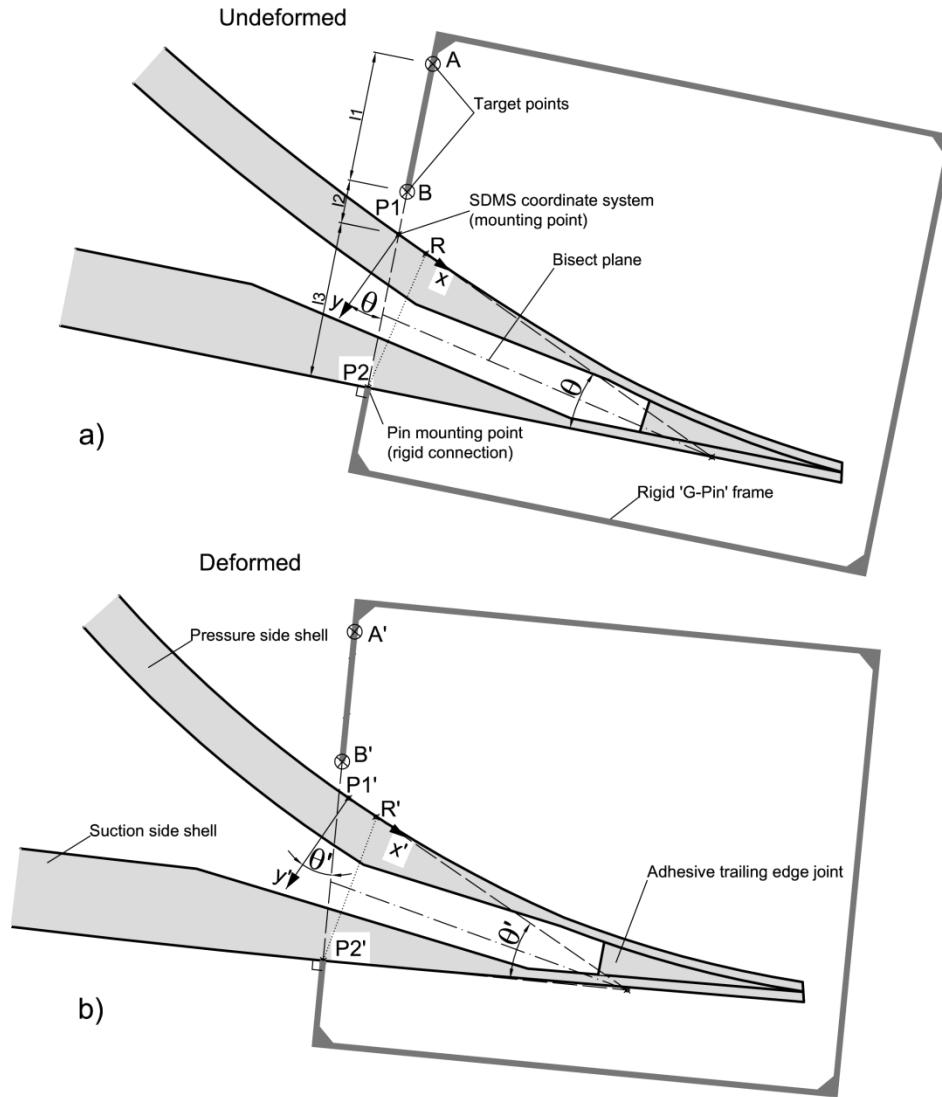 Undeformed
A
Target points
l1
B
l2
P1
SDMS coordinate system
(mounting point)
R
x
Bisect plane
l3
y
θ
θ
P2
Pin mounting point
(rigid connection)
a)
Rigid 'G-Pin' frame
Deformed
A'
Pressure side shell
B'
P1'
R'
x'
Suction side shell
θ'
y'
θ'
Adhesive trailing edge joint
P2'
b)